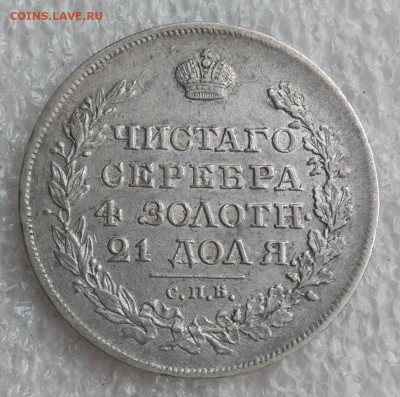 COINS.LAVE.RU
ЧИСТАГО
СЕРЕБРА
4 ЗОЛОТН.
21 ДОЛЯ.
С.П.Б.